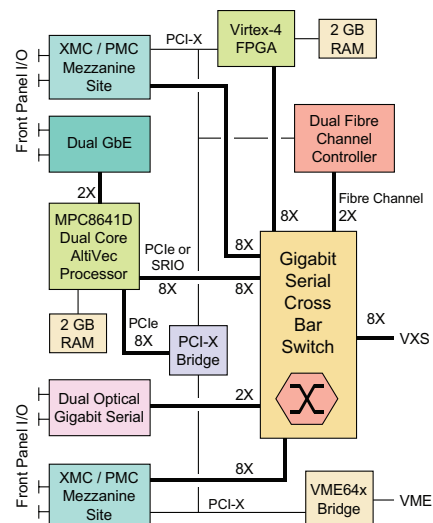 Front Panel I/O
XMC / PMC
Mezzanine
Site
PCI-X
Virtex-4
FPGA
2 GB
RAM
Dual GbE
Dual Fibre
Channel
Controller
2X
8X
Fibre Channel
2X
MPC8641D
Dual Core
AltiVec
Processor
PCIe or
SRIO
8X
8X
8X
Gigabit
Serial
Cross
Bar
Switch
2 GB
RAM
PCIe
8X
PCI-X
Bridge
8X
VXS
Front Panel I/O
Dual Optical
Gigabit Serial
2X
8X
XMC / PMC
Mezzanine
Site
PCI-X
VME64x
Bridge
VME